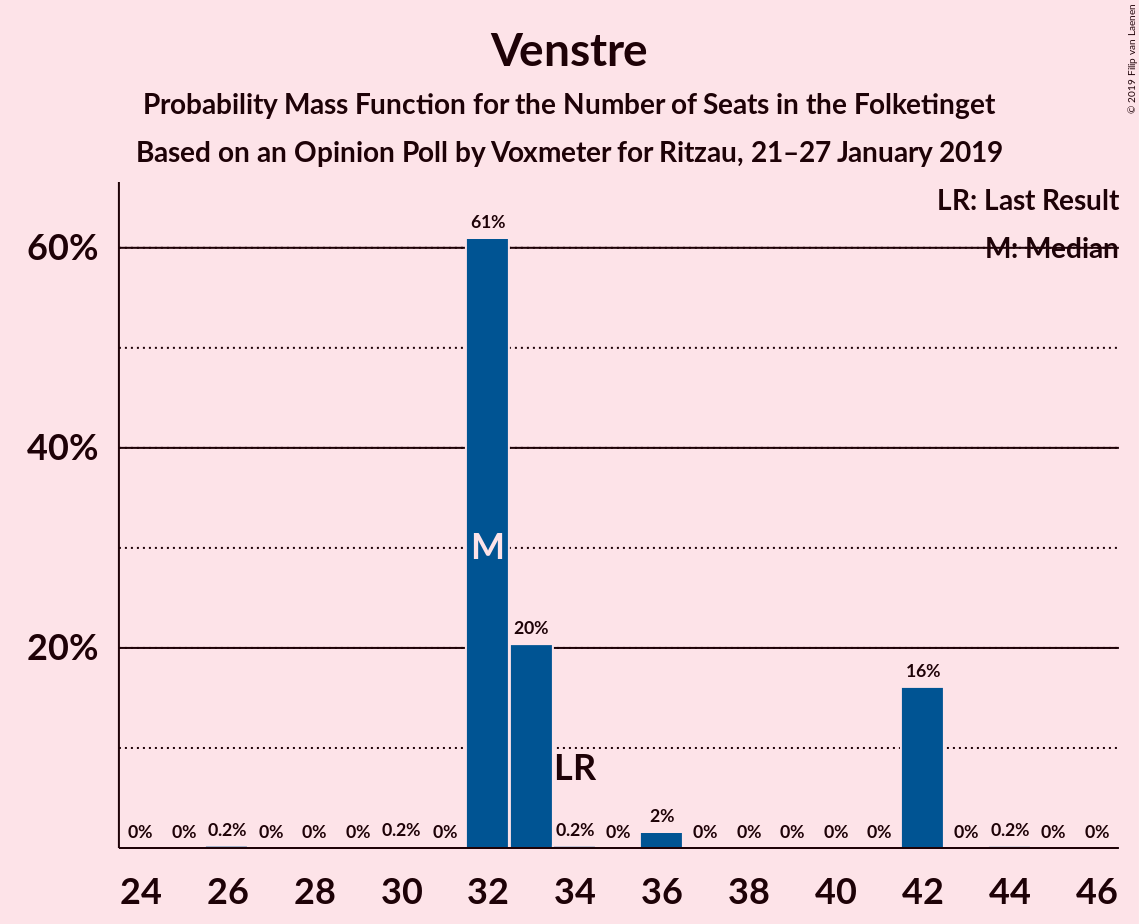 Venstre
Probability Mass Function for the Number of Seats in the Folketinget
Based on an Opinion Poll by Voxmeter for Ritzau, 21–27 January 2019
© 2019 Filip van Laenen
LR: Last Result
M: Median
60%
40%
20%
0% 0% 0.2% 0% 0% 0% 0.2% 0% 61% 20% 0.2% 0% 2% 0% 0% 0% 0% 0% 16% 0% 0.2% 0% 0%
M
LR
24 26 28 30 32 34 36 38 40 42 44 46